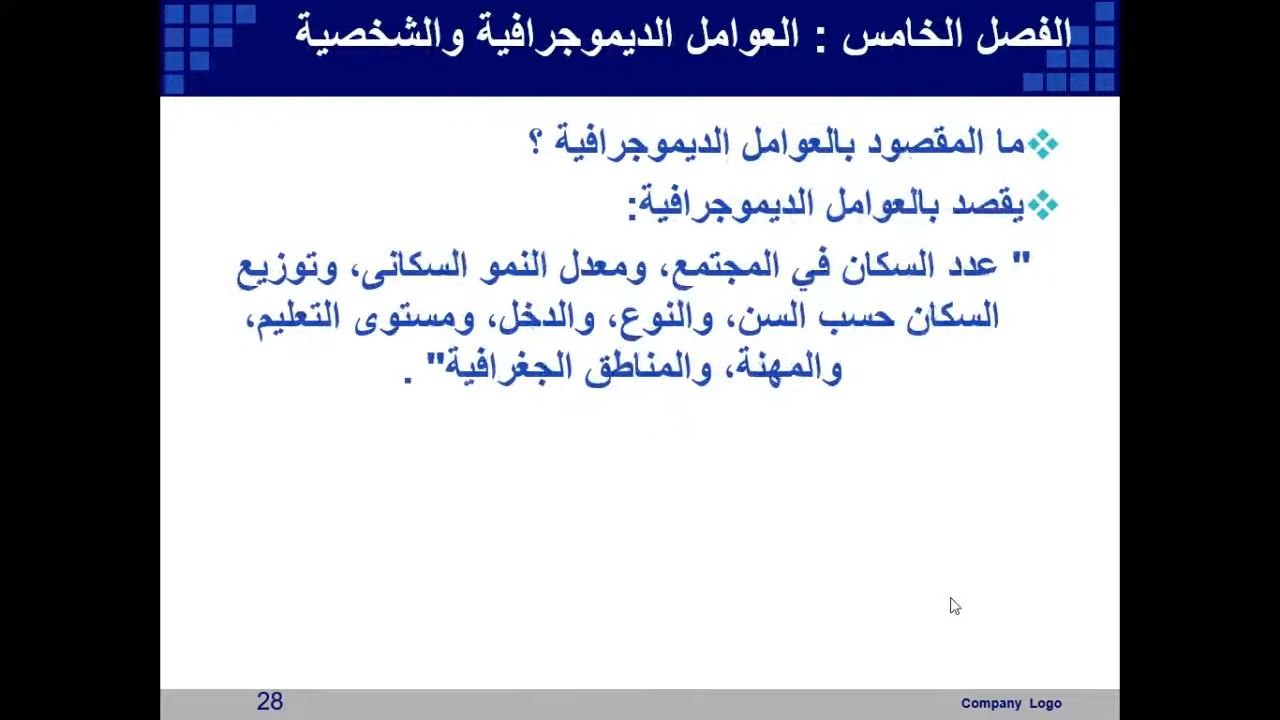 الفصل الخامس : العوامل الديموجرافية والشخصية
ما المقصود بالعوامل الديموجرافية ؟
يقصد بالعوامل الديموجرافية:
" عدد السكان في المجتمع، ومعدل النمو السكانى، وتوزيع
السكان حسب السن، والنوع، والدخل، ومستوى التعليم،
والمهنة، والمناطق الجغرافية" .
28
Company Logo